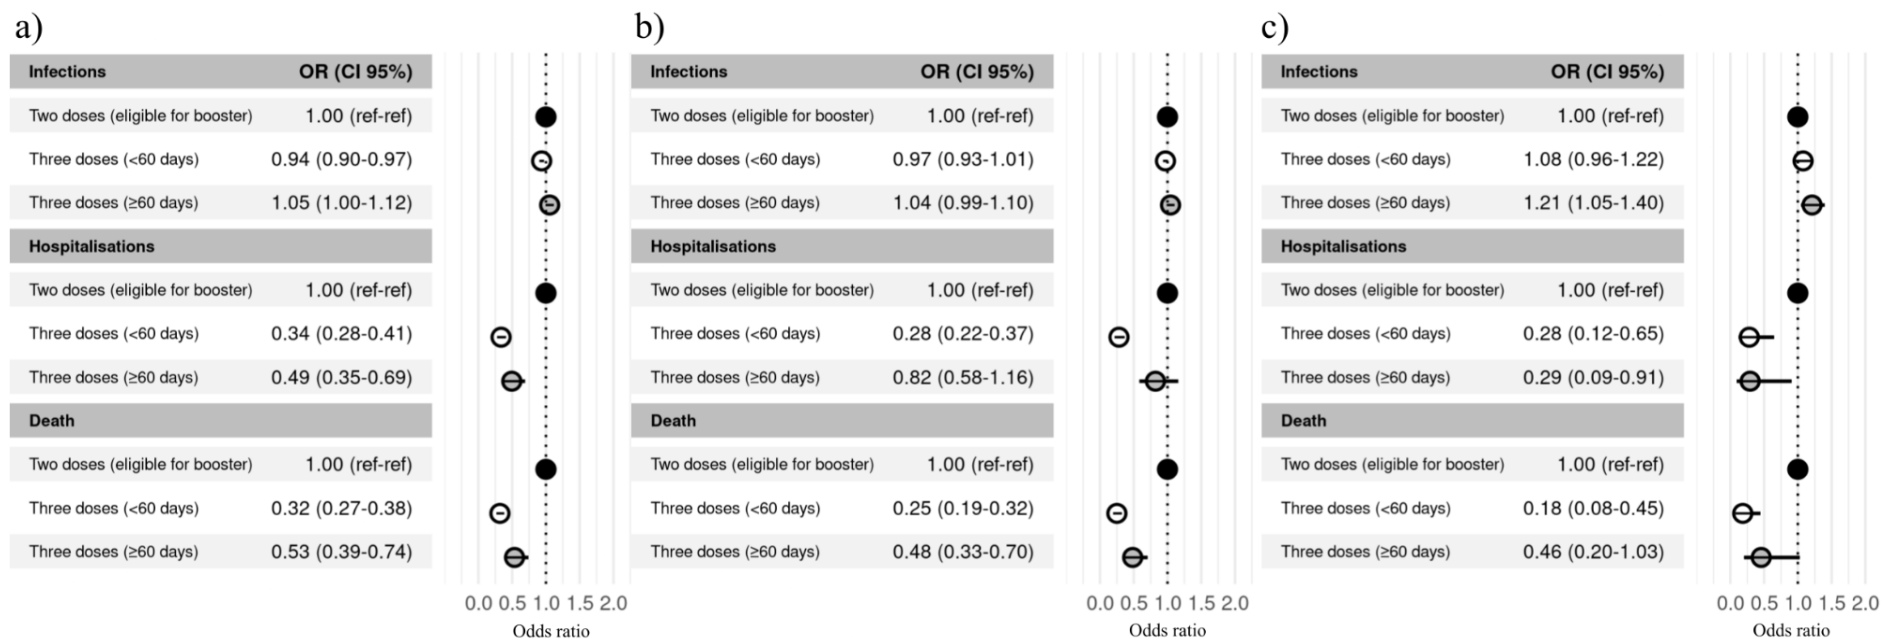 a)
Infections OR (CI 95%)
Two doses (eligible for booster) 1.00 (ref-ref)
Three doses (<60 days) 0.94 (0.90-0.97)
Three doses (≥60 days) 1.05 (1.00-1.12)
Hospitalisations
Two doses (eligible for booster) 1.00 (ref-ref)
Three doses (<60 days) 0.34 (0.28-0.41)
Three doses (≥60 days) 0.49 (0.35-0.69)
Death
Two doses (eligible for booster) 1.00 (ref-ref)
Three doses (<60 days) 0.32 (0.27-0.38)
Three doses (≥60 days) 0.53 (0.39-0.74)
0.0 0.5 1.0 1.5 2.0
Odds ratio
b)
Infections OR (CI 95%)
Two doses (eligible for booster) 1.00 (ref-ref)
Three doses (<60 days) 0.97 (0.93-1.01)
Three doses (≥60 days) 1.04 (0.99-1.10)
Hospitalisations
Two doses (eligible for booster) 1.00 (ref-ref)
Three doses (<60 days) 0.28 (0.22-0.37)
Three doses (≥60 days) 0.82 (0.58-1.16)
Death
Two doses (eligible for booster) 1.00 (ref-ref)
Three doses (<60 days) 0.25 (0.19-0.32)
Three doses (≥60 days) 0.48 (0.33-0.70)
0.0 0.5 1.0 1.5 2.0
Odds ratio
c)
Infections OR (CI 95%)
Two doses (eligible for booster) 1.00 (ref-ref)
Three doses (<60 days) 1.08 (0.96-1.22)
Three doses (≥60 days) 1.21 (1.05-1.40)
Hospitalisations
Two doses (eligible for booster) 1.00 (ref-ref)
Three doses (<60 days) 0.28 (0.12-0.65)
Three doses (≥60 days) 0.29 (0.09-0.91)
Death
Two doses (eligible for booster) 1.00 (ref-ref)
Three doses (<60 days) 0.18 (0.08-0.45)
Three doses (≥60 days) 0.46 (0.20-1.03)
0.0 0.5 1.0 1.5 2.0
Odds ratio